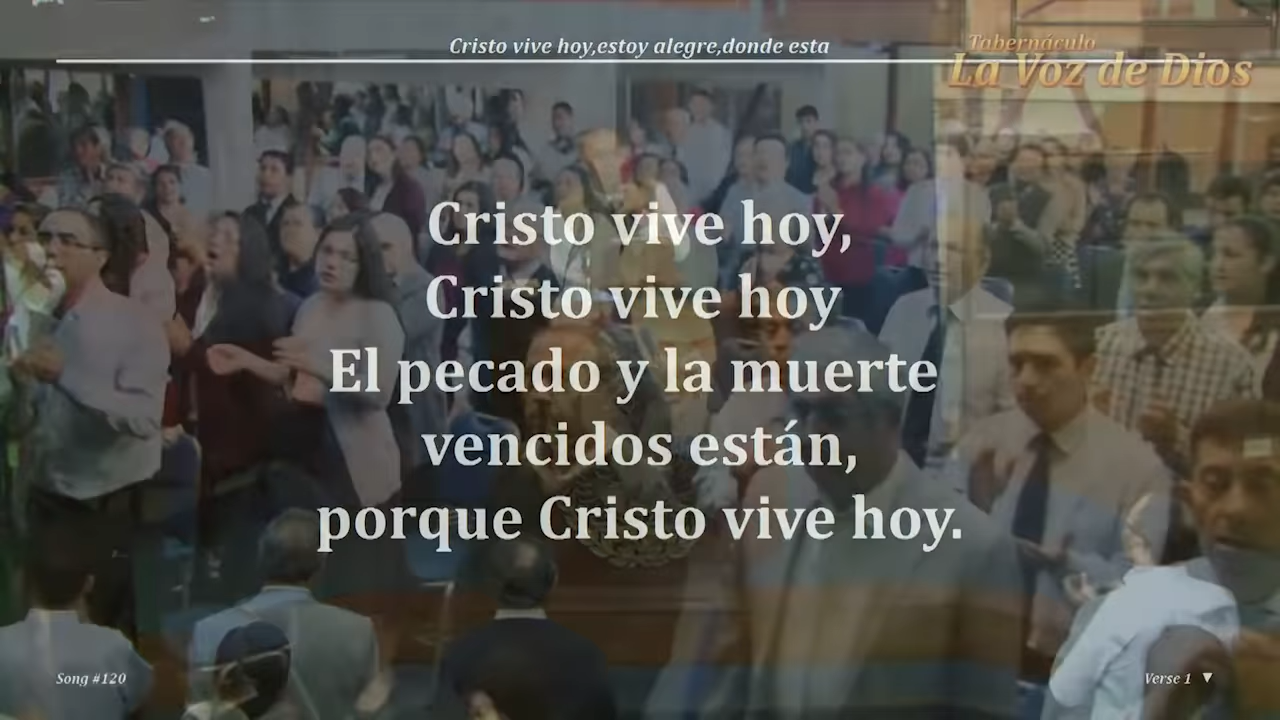 Cristo vive hoy,estoy alegre,donde esta
Tabernáculo
La Voz de Dios
Cristo vive hoy,
Cristo vive hoy
El pecado y la muerte
vencidos están,
porque Cristo vive hoy.
Song #120
Verse 1 ▼